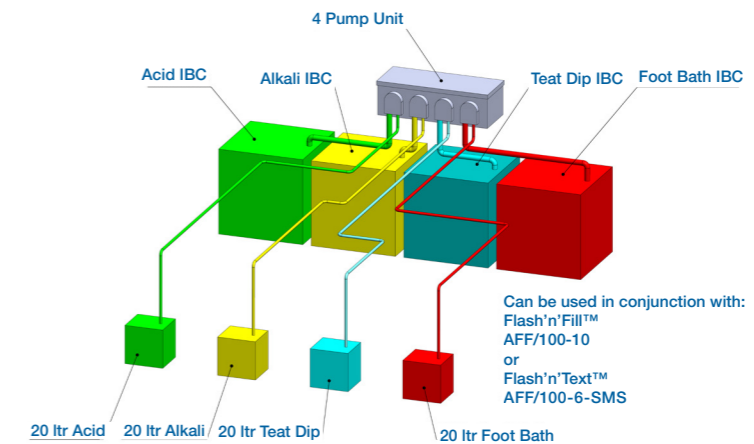 4 Pump Unit
Acid IBC
Alkali IBC
Teat Dip IBC
Foot Bath IBC
Can be used in conjunction with:
Flash’n’Fill™
AFF/100-10
or
Flash’n’Text™
AFF/100-6-SMS
20 ltr Acid
20 ltr Alkali
20 ltr Teat Dip
20 ltr Foot Bath